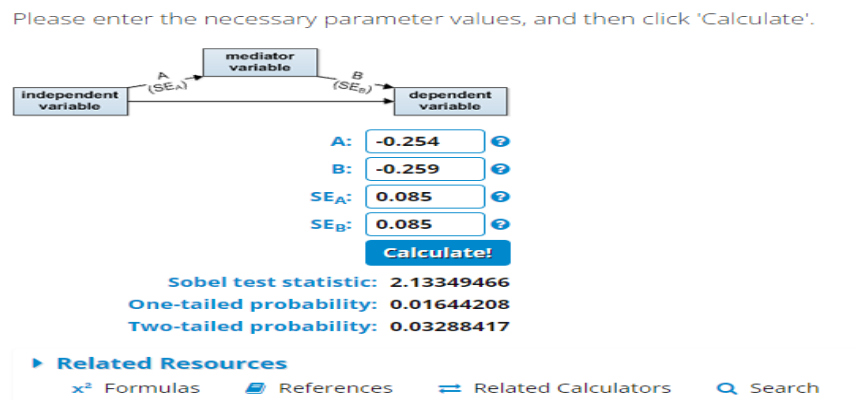 Please enter the necessary parameter values, and then click 'Calculate'.
mediator
variable
A
(SEA)
B
(SEB)
independent
variable
dependent
variable
A: -0.254 ?
B: -0.259 ?
SEA: 0.085 ?
SEB: 0.085 ?
Calculate!
Sobel test statistic: 2.13349466
One-tailed probability: 0.01644208
Two-tailed probability: 0.03288417
Related Resources
x² Formulas References Related Calculators Search